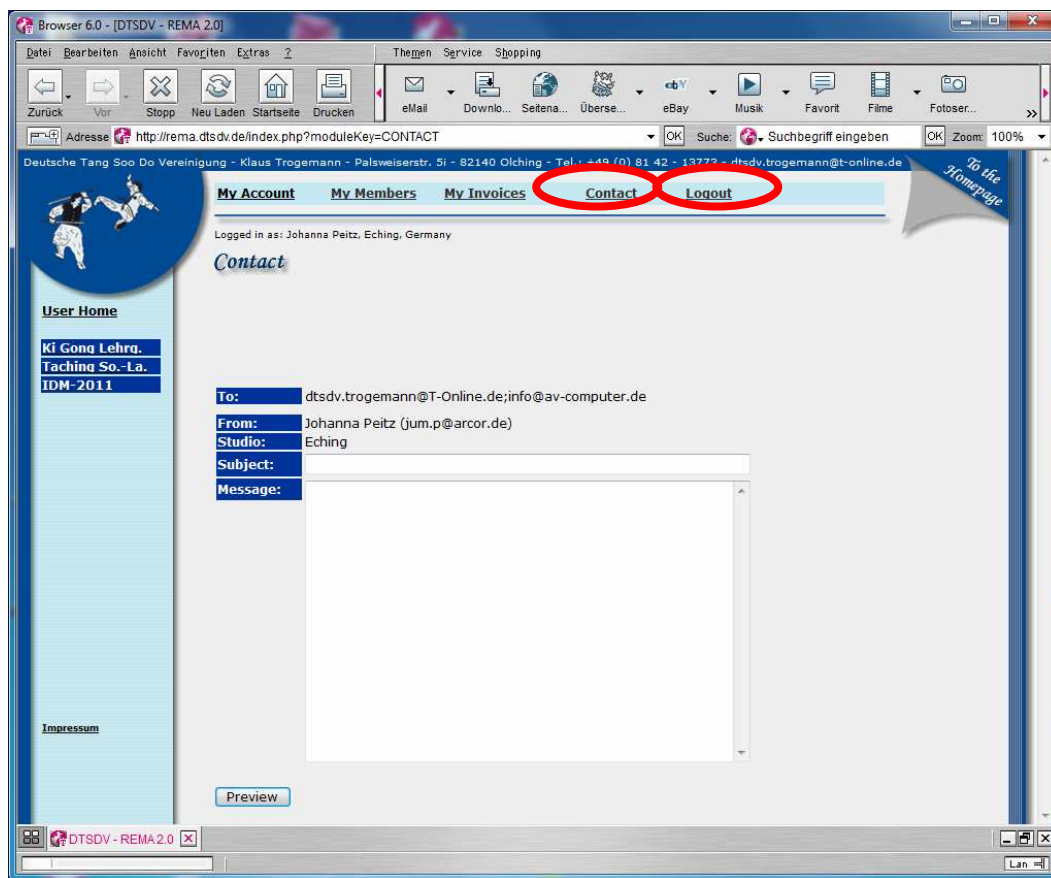 Browser 6.0 - [DTSDV - REMA 2.0]
Datei Bearbeiten Ansicht Favoriten Extras ? Themen Service Shopping
Zurück Vor Stopp Neu Laden Startseite Drucken eMail Downlo... Seitena... Überse... eBay Musik Favorit Filme Fotoser... »
Adresse http://rema.dtsdv.de/index.php?moduleKey=CONTACT OK Suche: Suchbegriff eingeben OK Zoom: 100%
Deutsche Tang Soo Do Vereinigung - Klaus Trogemann - Palsweiserstr. 5i - 82140 Olching - Tel.: +49 (0) 81 42 - 13773 - dtsdv.trogemann@t-online.de
To the
Homepage
My Account My Members My Invoices Contact Logout
Logged in as: Johanna Peitz, Eching, Germany
Contact
User Home
Ki Gong Lehrg.
Taching So.-La.
IDM-2011
To: dtsdv.trogemann@T-Online.de;info@av-computer.de
From: Johanna Peitz (jum.p@arcor.de)
Studio: Eching
Subject:
Message:
Impressum
Preview
DTSDV - REMA 2.0
Lan